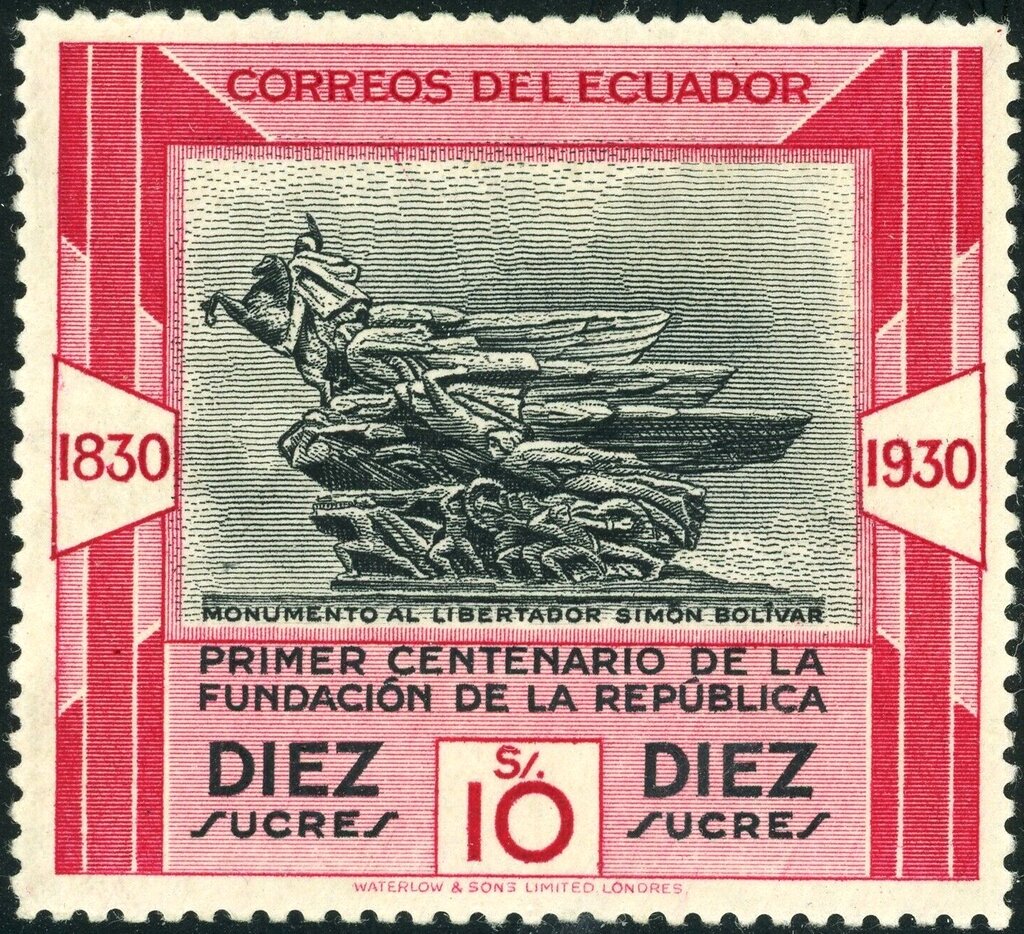 CORREOS DEL ECUADOR
1830
1930
MONUMENTO AL LIBERTADOR SIMÓN BOLÍVAR
PRIMER CENTENARIO DE LA
FUNDACIÓN DE LA REPÚBLICA
DIEZ SUCRES
S/. 10
DIEZ SUCRES
WATERLOW & SONS LIMITED, LONDRES.